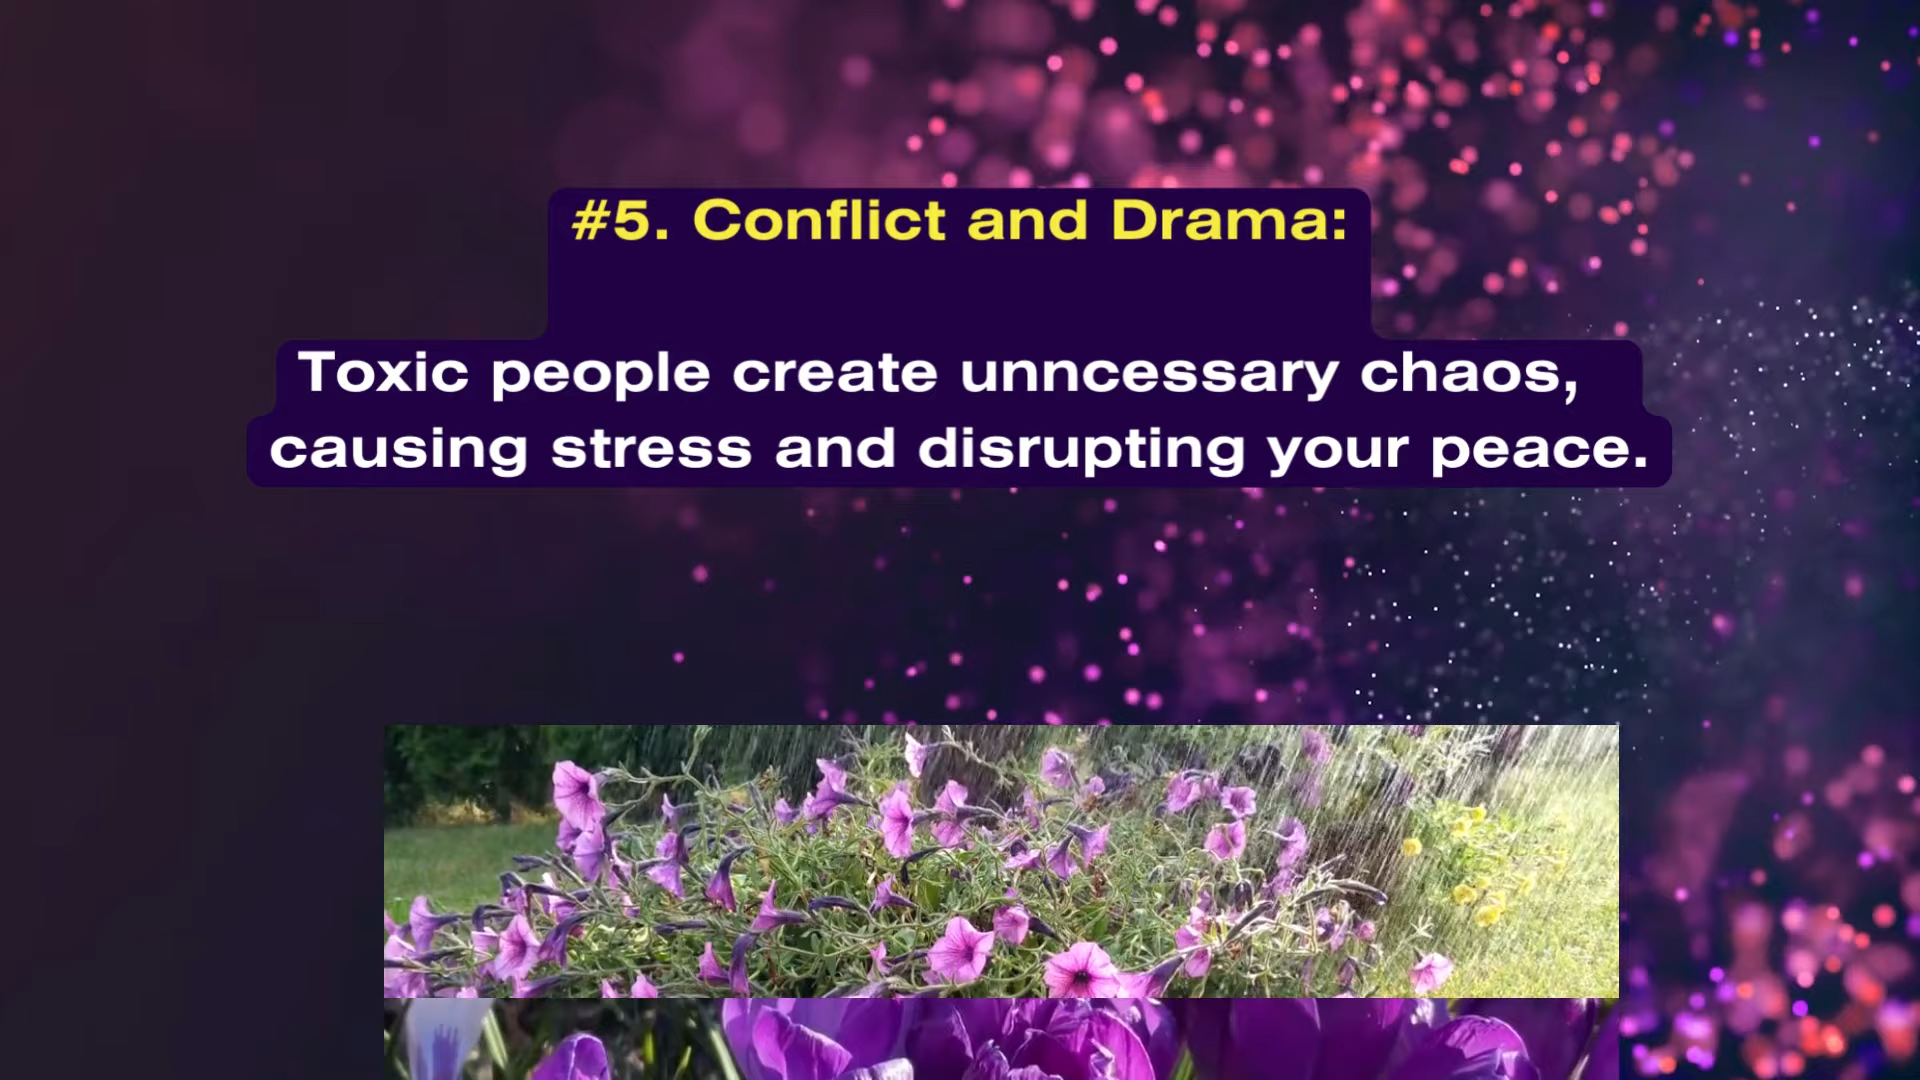 #5. Conflict and Drama:
Toxic people create unncessary chaos,
causing stress and disrupting your peace.